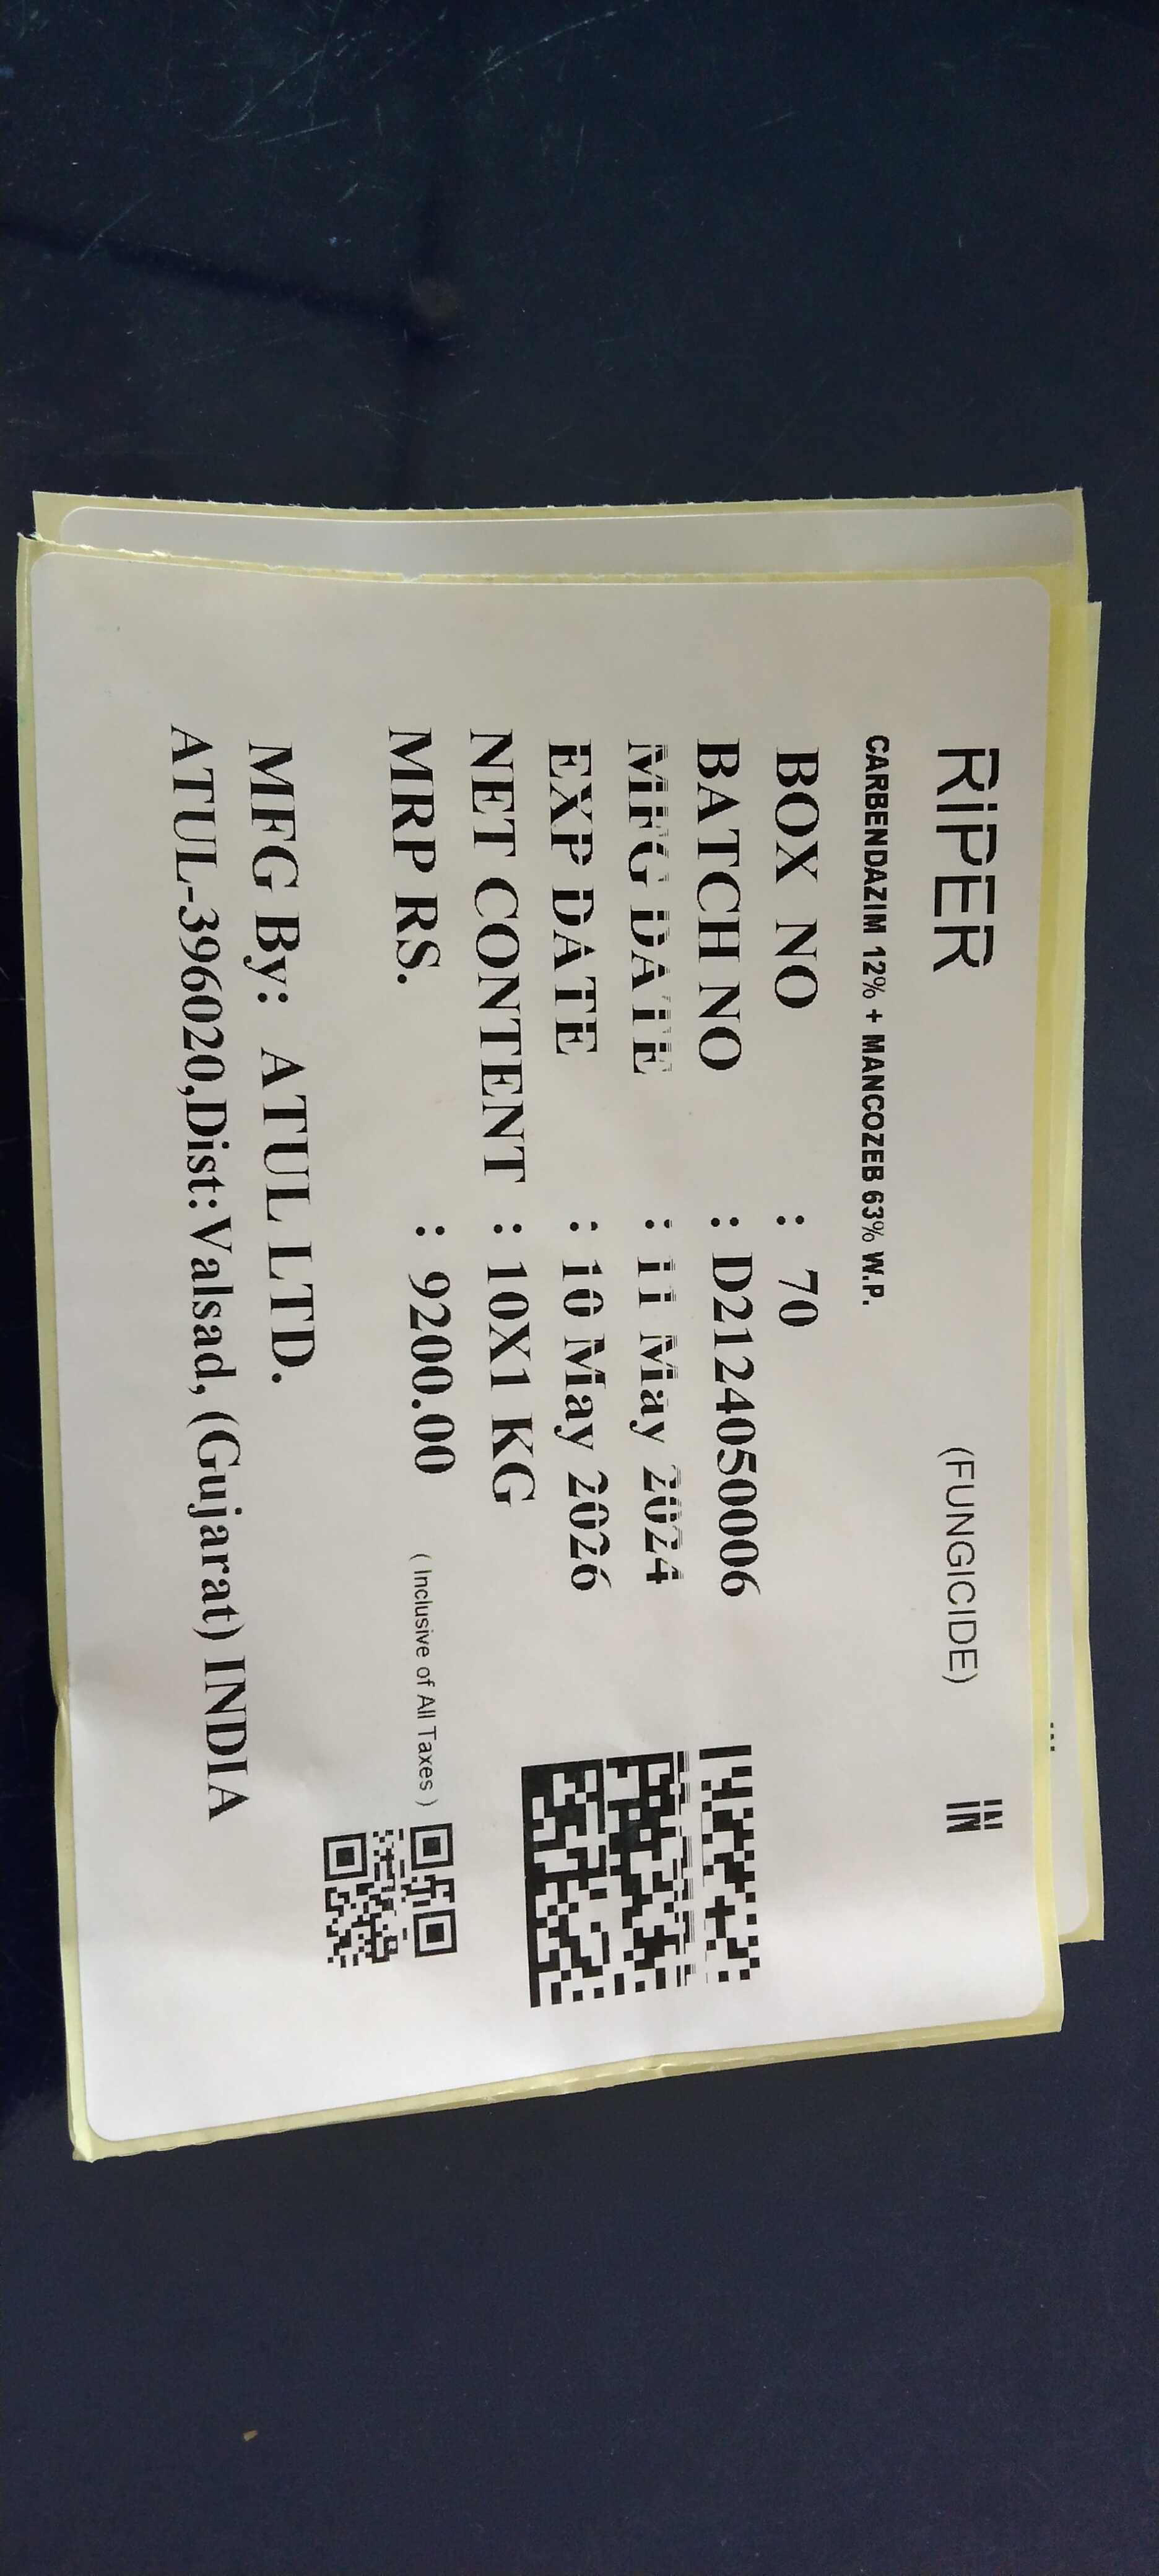 RiPER (FUNGICIDE) iN
CARBENDAZIM 12% + MANCOZEB 63% W.P.
BOX NO : 70
BATCH NO : D2124050006
MFG DATE : 11 May 2024
EXP DATE : 10 May 2026
NET CONTENT : 10X1 KG
MRP RS. : 9200.00 ( Inclusive of All Taxes )
MFG By: ATUL LTD.
ATUL-396020,Dist:Valsad, (Gujarat) INDIA